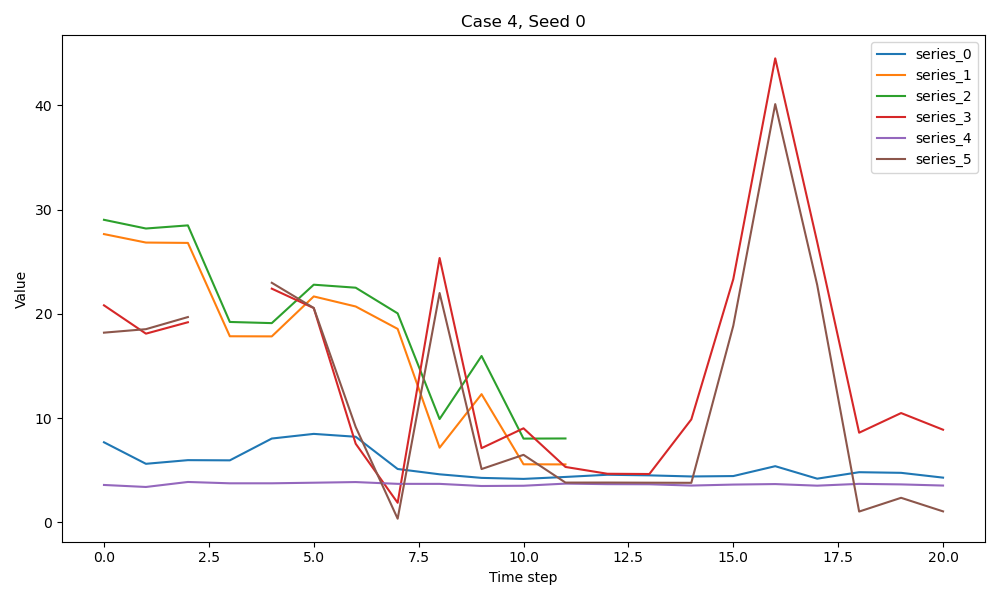 Case 4, Seed 0
series_0
series_1
series_2
series_3
series_4
series_5
Value
40
30
20
10
0
0.0 2.5 5.0 7.5 10.0 12.5 15.0 17.5 20.0
Time step